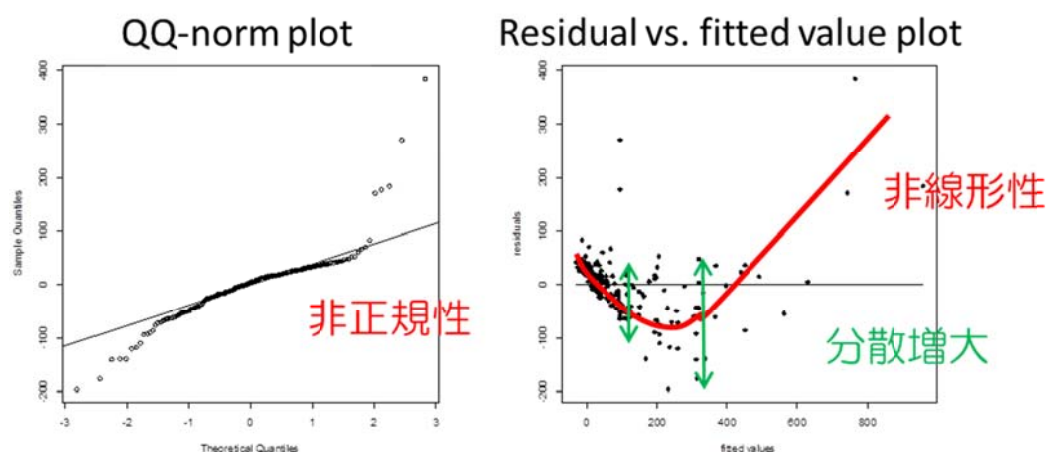 QQ-norm plot
Sample Quantiles
400
300
200
100
0
-100
-200
-3
-2
-1
0
1
2
3
Theoretical Quantiles
非正規性
Residual vs. fitted value plot
residuals
400
300
200
100
0
-100
-200
0
200
400
600
800
fitted values
非線形性
分散増大